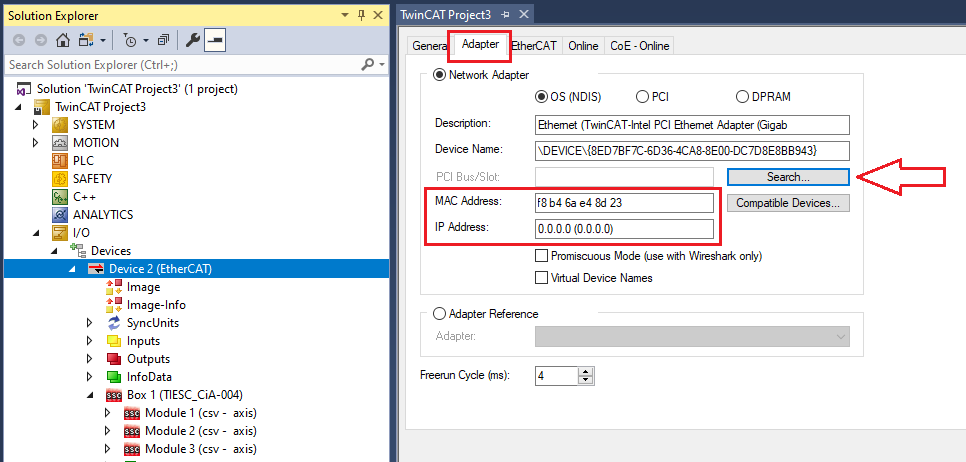 Solution Explorer
Search Solution Explorer (Ctrl+;)
Solution 'TwinCAT Project3' (1 project)
TwinCAT Project3
SYSTEM
MOTION
PLC
SAFETY
C++
ANALYTICS
I/O
Devices
Device 2 (EtherCAT)
Image
Image-Info
SyncUnits
Inputs
Outputs
InfoData
Box 1 (TIESC_CiA-004)
Module 1 (csv - axis)
Module 2 (csv - axis)
Module 3 (csv - axis)
TwinCAT Project3
General Adapter EtherCAT Online CoE - Online
Network Adapter
OS (NDIS) PCI DPRAM
Description: Ethernet (TwinCAT-Intel PCI Ethernet Adapter (Gigab
Device Name: \DEVICE\{8ED7BF7C-6D36-4CA8-8E00-DC7D8E8BB943}
PCI Bus/Slot: Search...
MAC Address: f8 b4 6a e4 8d 23 Compatible Devices...
IP Address: 0.0.0.0 (0.0.0.0)
Promiscuous Mode (use with Wireshark only)
Virtual Device Names
Adapter Reference
Adapter:
Freerun Cycle (ms): 4